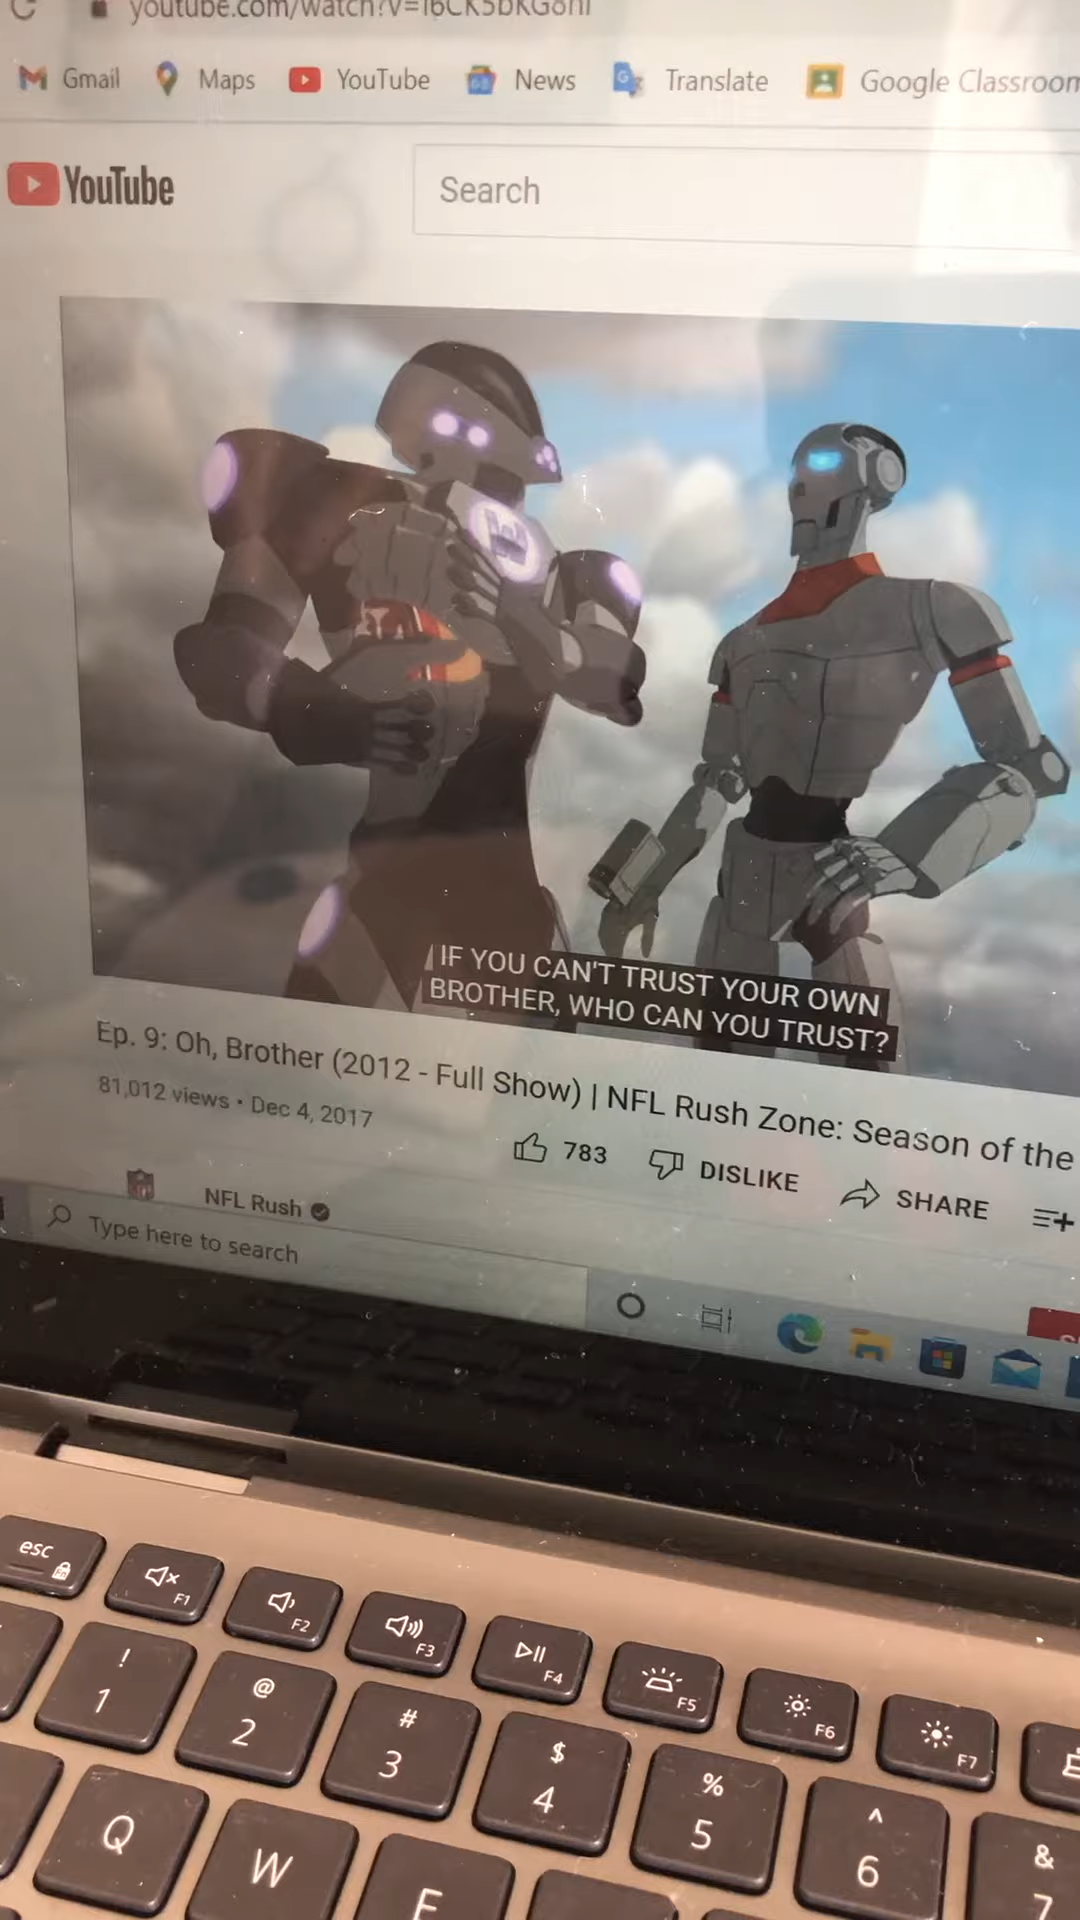 youtube.com/watch?v=
Gmail Maps YouTube News Translate Google Classroom
YouTube Search
IF YOU CAN'T TRUST YOUR OWN
BROTHER, WHO CAN YOU TRUST?
Ep. 9: Oh, Brother (2012 - Full Show) | NFL Rush Zone: Season of the
81,012 views • Dec 4, 2017
783 DISLIKE SHARE
NFL Rush
Type here to search
esc F1 F2 F3 F4 F5 F6 F7
! @ # $ % ^ &
1 2 3 4 5 6 7
Q W E